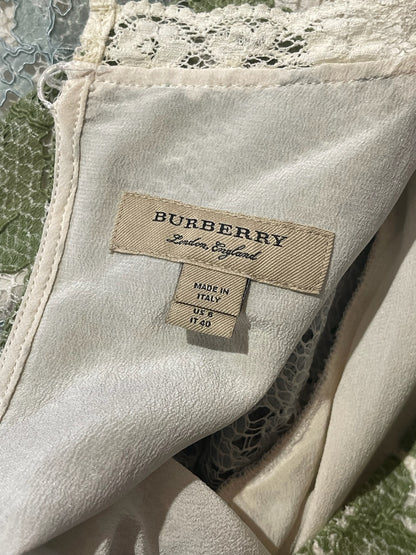 BURBERRY
London, England
MADE IN
ITALY
US 6
IT 40